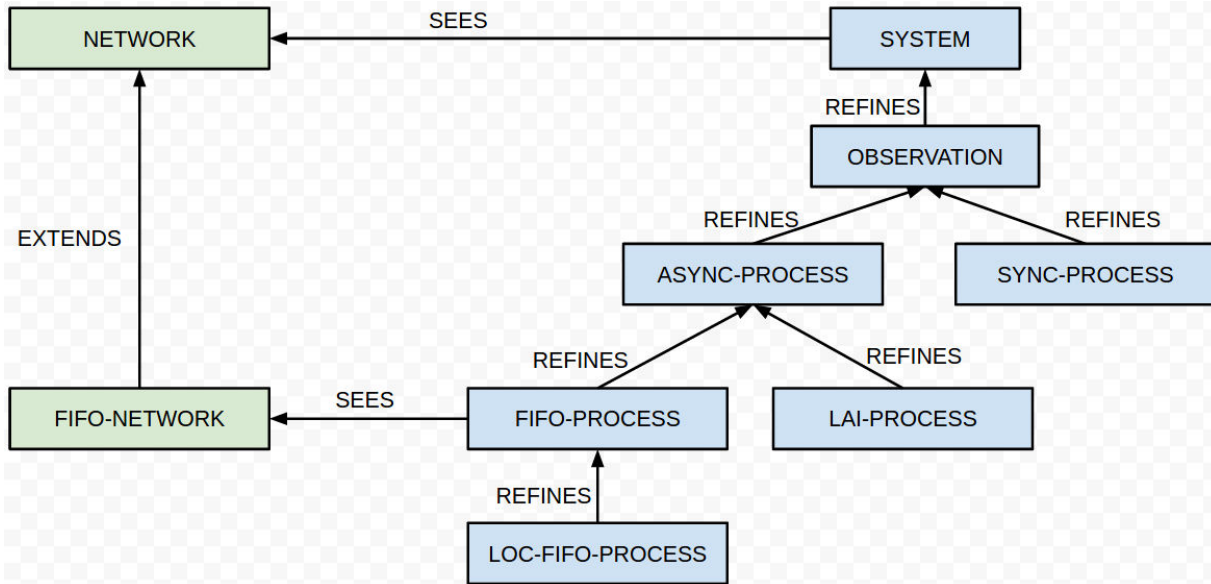 NETWORK
SEES
SYSTEM
REFINES
OBSERVATION
REFINES
REFINES
EXTENDS
ASYNC-PROCESS
SYNC-PROCESS
REFINES
REFINES
FIFO-NETWORK
SEES
FIFO-PROCESS
LAI-PROCESS
REFINES
LOC-FIFO-PROCESS